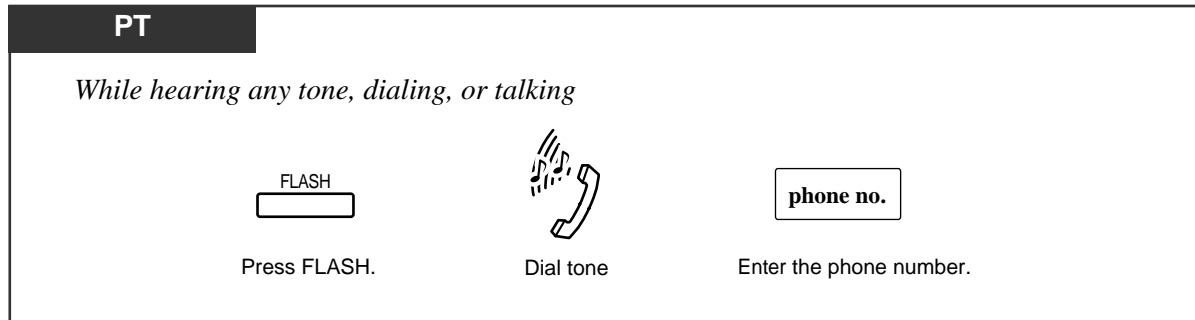 PT
While hearing any tone, dialing, or talking
FLASH
phone no.
Press FLASH. Dial tone Enter the phone number.